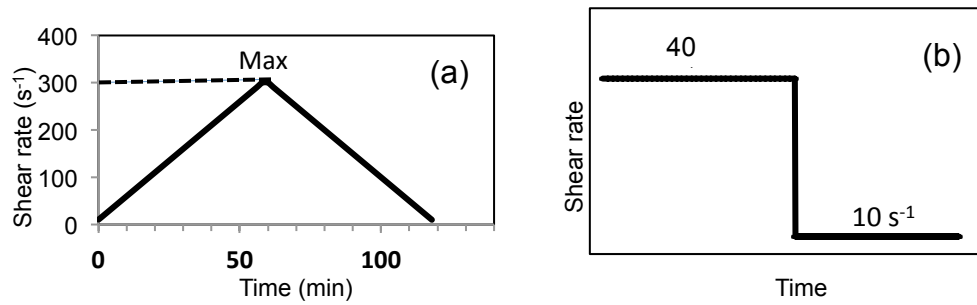 400
300
200
100
0
Shear rate (s-1)
Max
(a)
0
50
100
Time (min)
40
(b)
Shear rate
10 s-1
Time